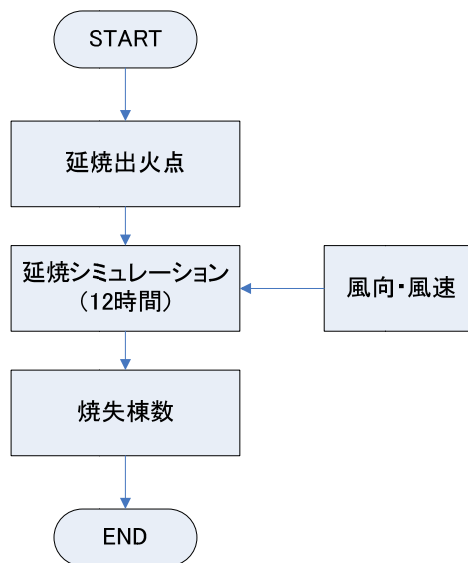 START
延焼出火点
延焼シミュレーション
（12時間）
風向・風速
焼失棟数
END